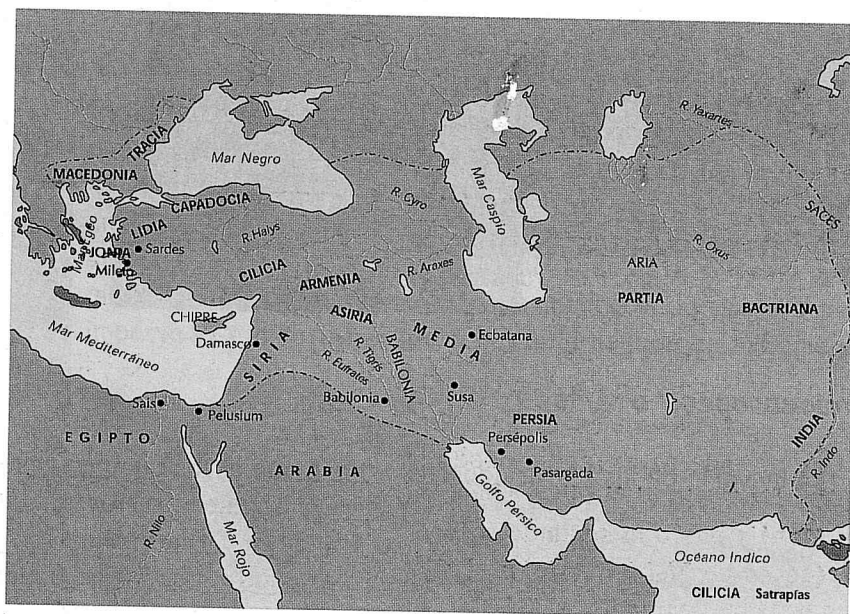 R. Yaxartes
TRACIA
Mar Negro
MACEDONIA
Mar Caspio
SACES
CAPADOCIA
R. Cyro
LIDIA
R. Halys
Mar Egeo
Sardes
R. Oxus
JONIA
Mileto
CILICIA
ARMENIA
R. Araxes
ARIA
PARTIA
BACTRIANA
CHIPRE
ASIRIA
MEDIA
Ecbatana
Mar Mediterráneo
Damasco
SIRIA
R. Tigris
BABILONIA
R. Eufrates
Sais
Pelusium
Babilonia
Susa
PERSIA
INDIA
EGIPTO
Persépolis
Pasargada
R. Indo
ARABIA
Golfo Pérsico
R. Nilo
Mar Rojo
Océano Indico
CILICIA Satrapías